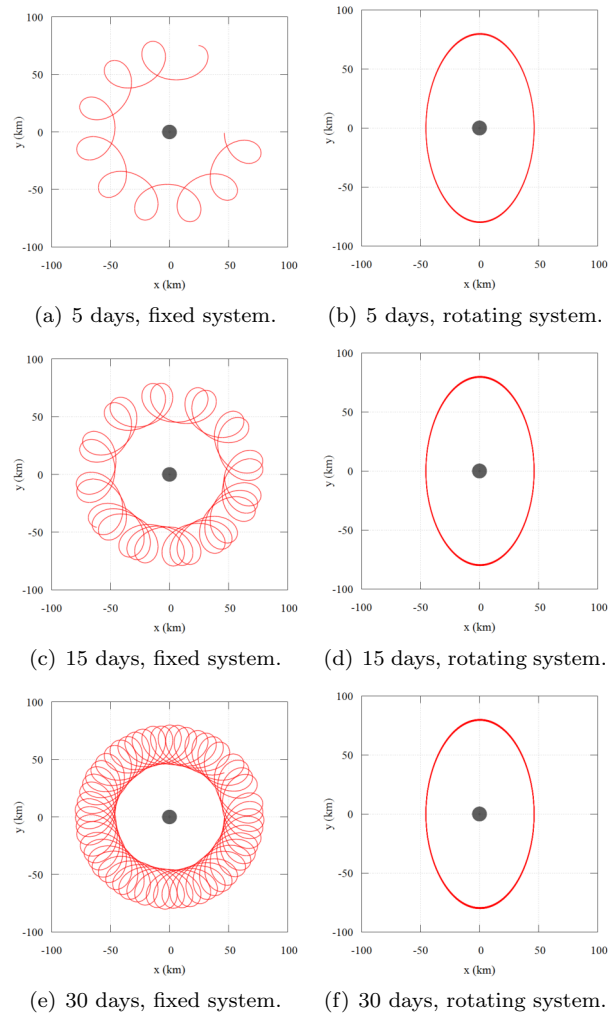 100
50
0
-50
-100
y (km)
-100 -50 0 50 100
x (km)
(a) 5 days, fixed system.
100
50
0
-50
-100
y (km)
-100 -50 0 50 100
x (km)
(b) 5 days, rotating system.
100
50
0
-50
-100
y (km)
-100 -50 0 50 100
x (km)
(c) 15 days, fixed system.
100
50
0
-50
-100
y (km)
-100 -50 0 50 100
x (km)
(d) 15 days, rotating system.
100
50
0
-50
-100
y (km)
-100 -50 0 50 100
x (km)
(e) 30 days, fixed system.
100
50
0
-50
-100
y (km)
-100 -50 0 50 100
x (km)
(f) 30 days, rotating system.